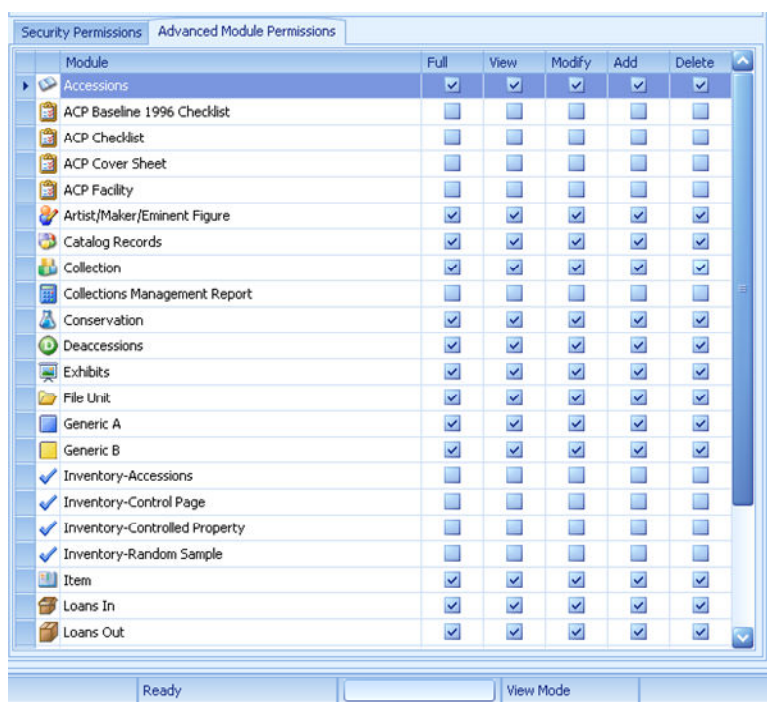 Security Permissions Advanced Module Permissions
Module Full View Modify Add Delete
Accessions
ACP Baseline 1996 Checklist
ACP Checklist
ACP Cover Sheet
ACP Facility
Artist/Maker/Eminent Figure
Catalog Records
Collection
Collections Management Report
Conservation
Deaccessions
Exhibits
File Unit
Generic A
Generic B
Inventory-Accessions
Inventory-Control Page
Inventory-Controlled Property
Inventory-Random Sample
Item
Loans In
Loans Out
Ready View Mode